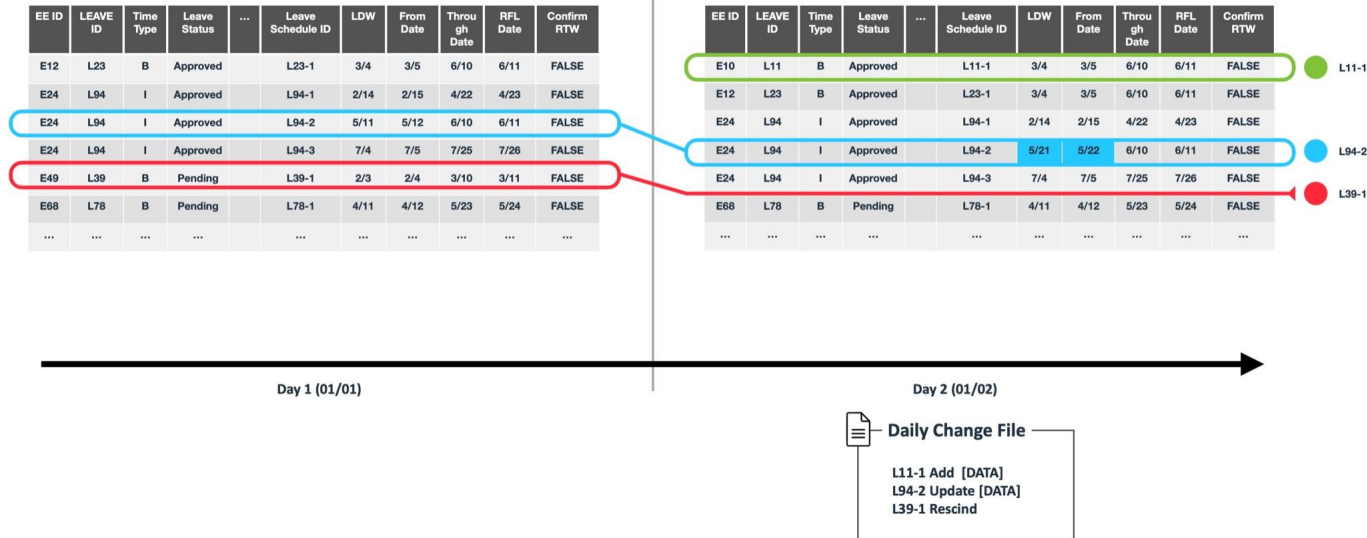 EE ID LEAVE ID Time Type Leave Status ... Leave Schedule ID LDW From Date Throu gh Date RFL Date Confirm RTW
E12 L23 B Approved L23-1 3/4 3/5 6/10 6/11 FALSE
E24 L94 I Approved L94-1 2/14 2/15 4/22 4/23 FALSE
E24 L94 I Approved L94-2 5/11 5/12 6/10 6/11 FALSE
E24 L94 I Approved L94-3 7/4 7/5 7/25 7/26 FALSE
E49 L39 B Pending L39-1 2/3 2/4 3/10 3/11 FALSE
E68 L78 B Pending L78-1 4/11 4/12 5/23 5/24 FALSE
... ... ... ... ... ... ... ... ... ...
EE ID LEAVE ID Time Type Leave Status ... Leave Schedule ID LDW From Date Throu gh Date RFL Date Confirm RTW
E10 L11 B Approved L11-1 3/4 3/5 6/10 6/11 FALSE L11-1
E12 L23 B Approved L23-1 3/4 3/5 6/10 6/11 FALSE
E24 L94 I Approved L94-1 2/14 2/15 4/22 4/23 FALSE
E24 L94 I Approved L94-2 5/21 5/22 6/10 6/11 FALSE L94-2
E24 L94 I Approved L94-3 7/4 7/5 7/25 7/26 FALSE
L39-1
E68 L78 B Pending L78-1 4/11 4/12 5/23 5/24 FALSE
... ... ... ... ... ... ... ... ... ...
Day 1 (01/01)
Day 2 (01/02)
Daily Change File
L11-1 Add [DATA]
L94-2 Update [DATA]
L39-1 Rescind